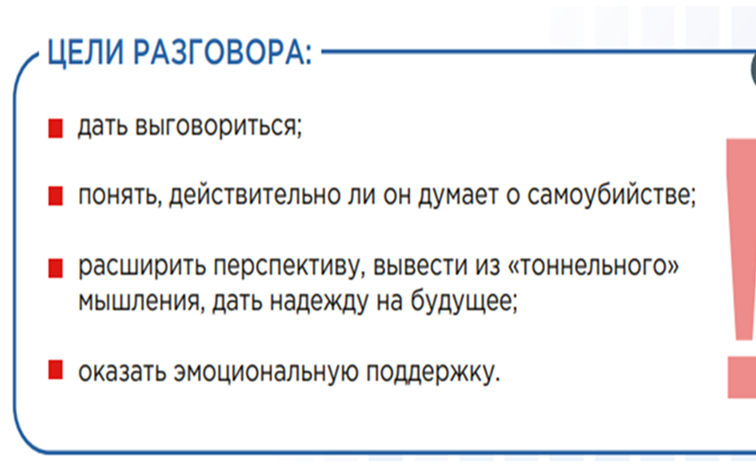 ЦЕЛИ РАЗГОВОРА:
дать выговориться;
понять, действительно ли он думает о самоубийстве;
расширить перспективу, вывести из «тоннельного»
мышления, дать надежду на будущее;
оказать эмоциональную поддержку.